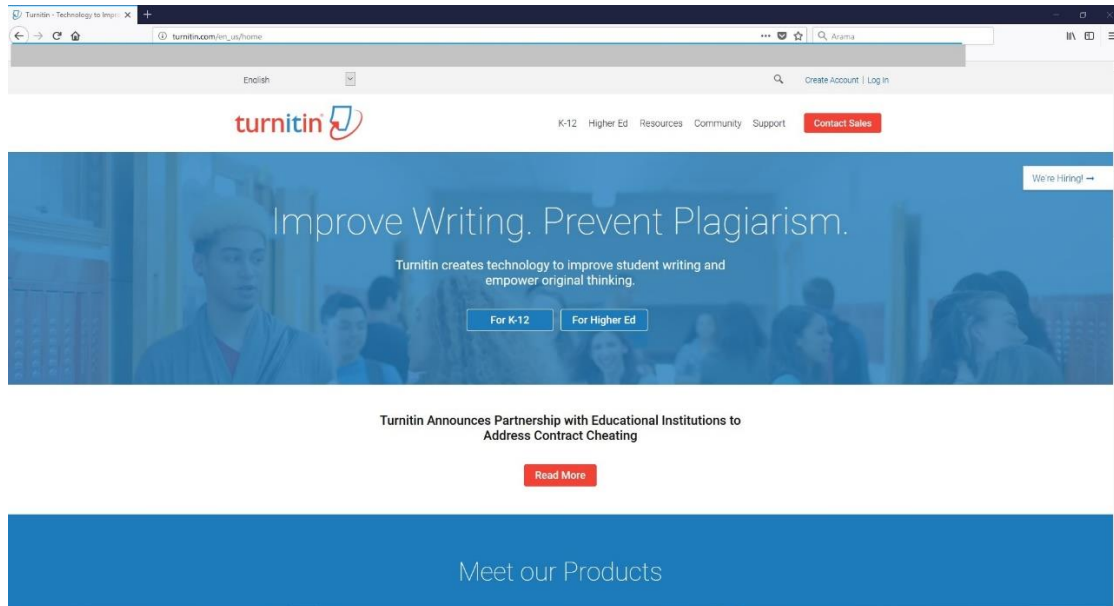 Turnitin - Technology to Impro
turnitin.com/en_us/home
Arama
English
Create Account | Log In
turnitin
K-12 Higher Ed Resources Community Support Contact Sales
We're Hiring! →
Improve Writing. Prevent Plagiarism.
Turnitin creates technology to improve student writing and
empower original thinking.
For K-12 For Higher Ed
Turnitin Announces Partnership with Educational Institutions to
Address Contract Cheating
Read More
Meet our Products